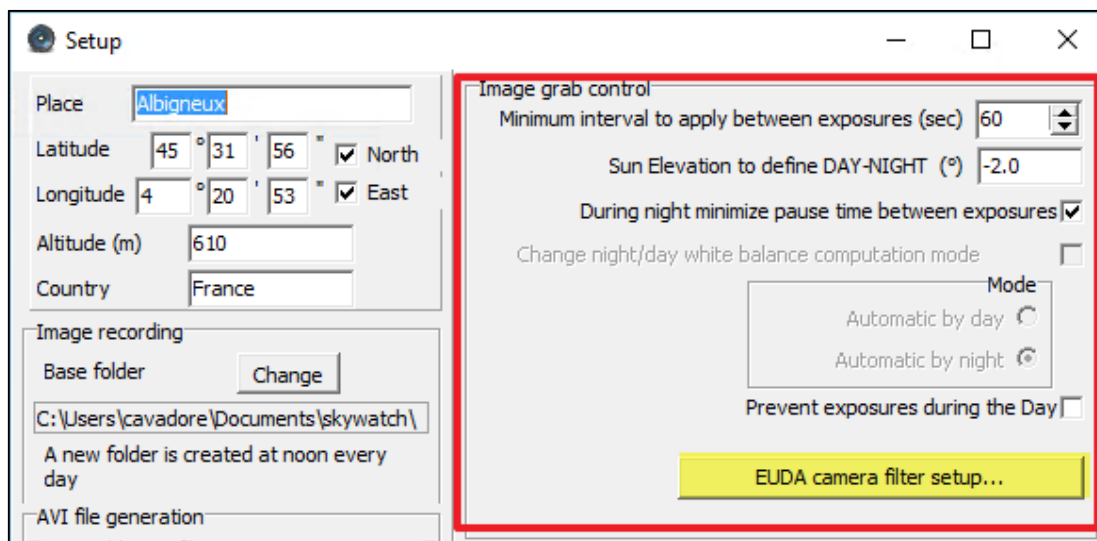 Setup
Place Albigneux
Latitude 45 ° 31 ' 56 " North
Longitude 4 ° 20 ' 53 " East
Altitude (m) 610
Country France
Image recording
Base folder Change
C:\Users\cavadore\Documents\skywatch\
A new folder is created at noon every
day
AVI file generation
Image grab control
Minimum interval to apply between exposures (sec) 60
Sun Elevation to define DAY-NIGHT (°) -2.0
During night minimize pause time between exposures
Change night/day white balance computation mode
Mode
Automatic by day
Automatic by night
Prevent exposures during the Day
EUDA camera filter setup...